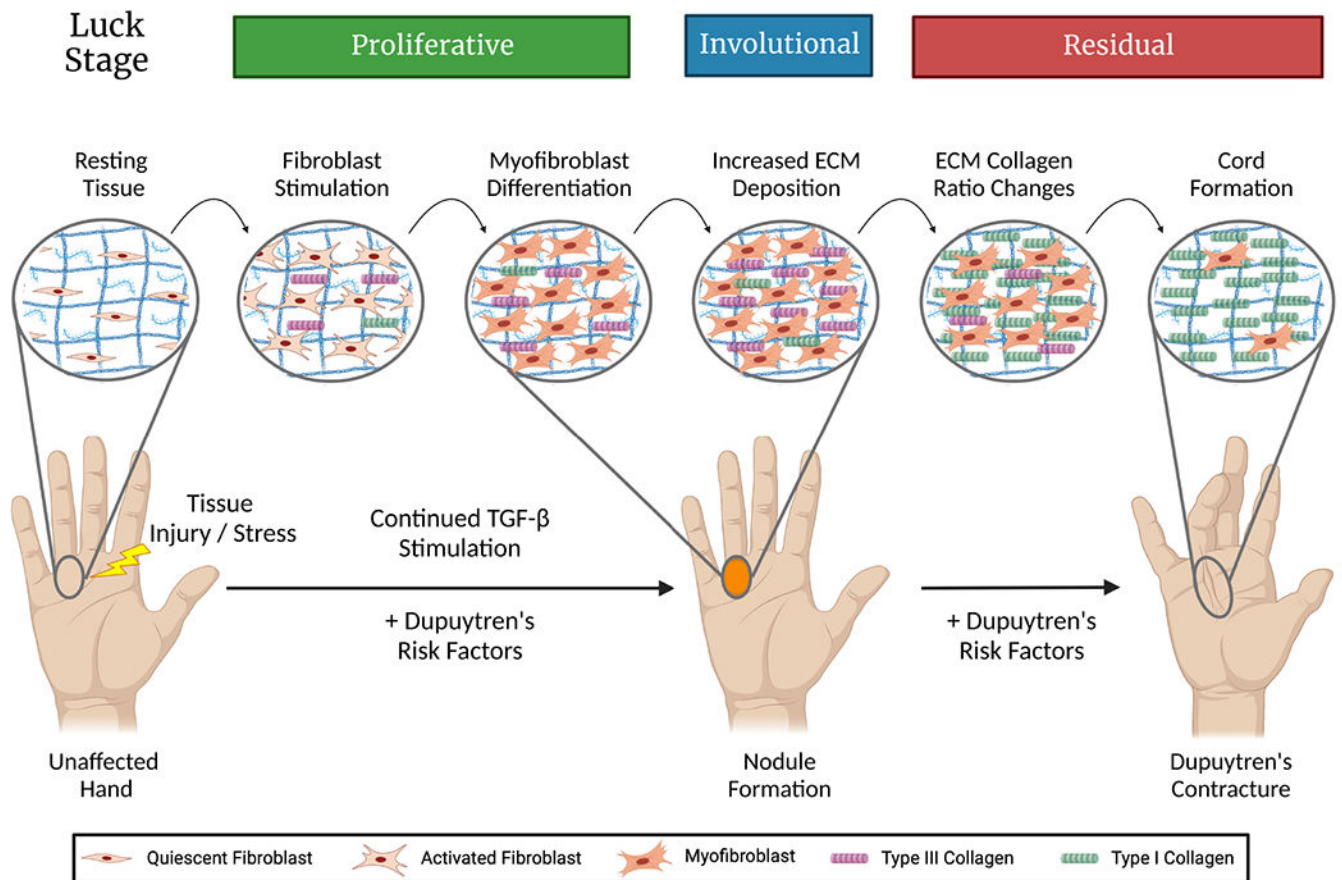 Luck
Stage
Proliferative
Involutional
Residual
Resting
Tissue
Fibroblast
Stimulation
Myofibroblast
Differentiation
Increased ECM
Deposition
ECM Collagen
Ratio Changes
Cord
Formation
Tissue
Injury / Stress
Continued TGF-β
Stimulation
+ Dupuytren's
Risk Factors
+ Dupuytren's
Risk Factors
Unaffected
Hand
Nodule
Formation
Dupuytren's
Contracture
Quiescent Fibroblast
Activated Fibroblast
Myofibroblast
Type III Collagen
Type I Collagen